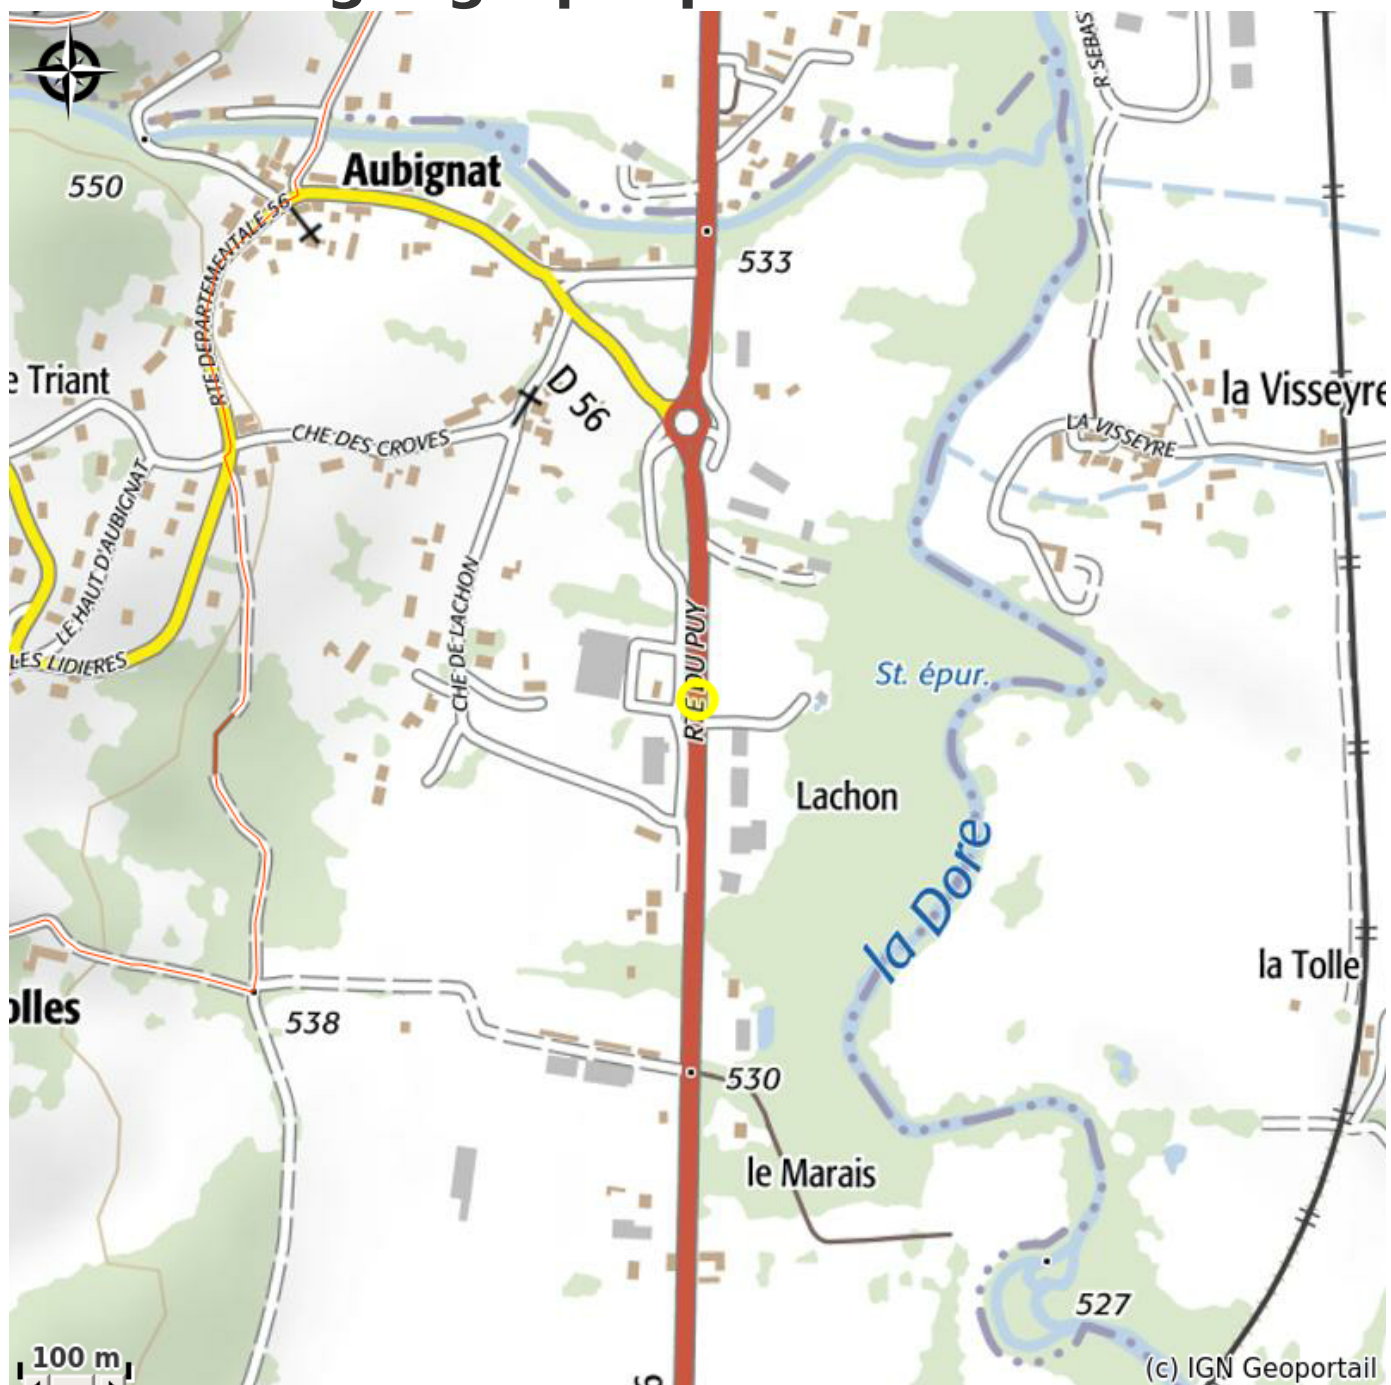 R SEBAS
Aubignat
550
RTE DEPARTEMENTALE 56
533
e Triant
D 56
la Visseyre
LA VISSEYRE
CHE DES CROVES
LE HAUT D'AUBIGNAT
CHE DE LACHON
RTE DU PUY
LES LIDIERES
St. épur.
Lachon
la Dore
la Tolle
olles
538
530
le Marais
527
100 m
(c) IGN Geoportail